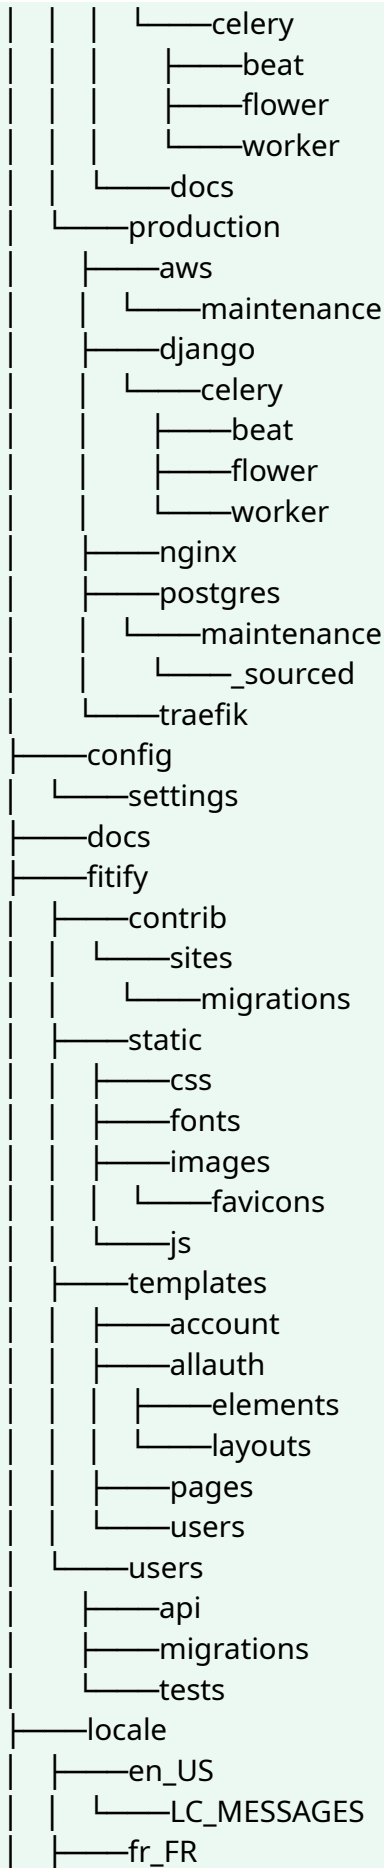 celery
beat
flower
worker
docs
production
aws
maintenance
django
celery
beat
flower
worker
nginx
postgres
maintenance
_sourced
traefik
config
settings
docs
fitify
contrib
sites
migrations
static
css
fonts
images
favicons
js
templates
account
allauth
elements
layouts
pages
users
users
api
migrations
tests
locale
en_US
LC_MESSAGES
fr_FR